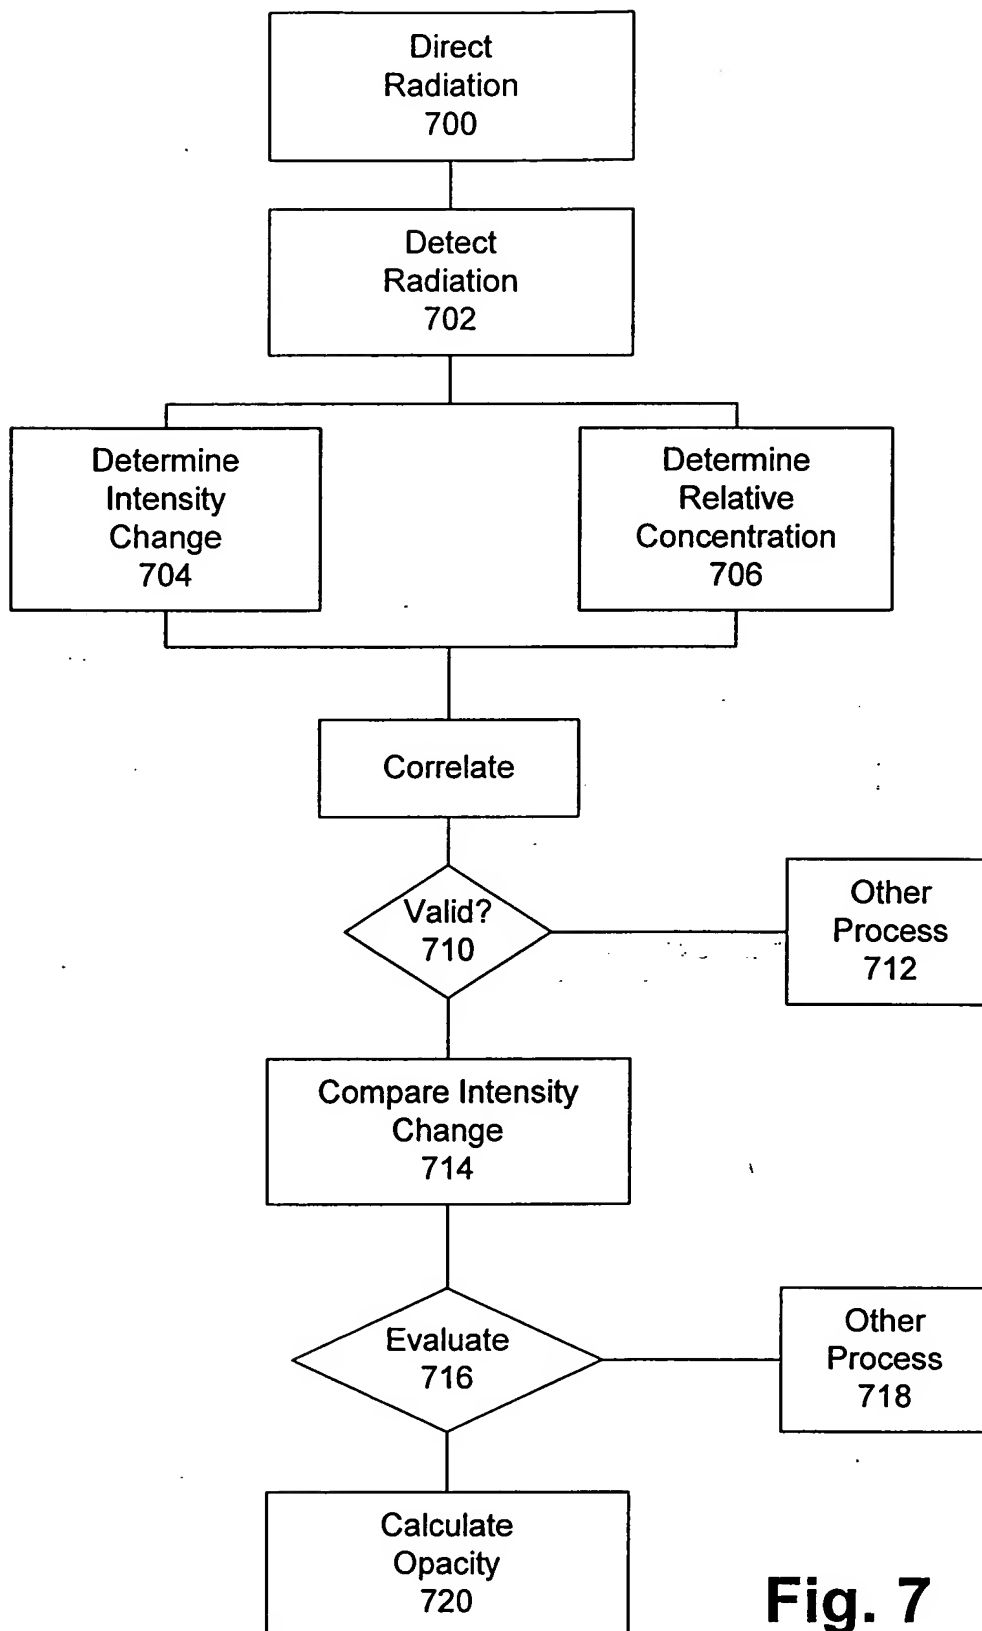 Direct
Radiation
700
Detect
Radiation
702
Determine
Intensity
Change
704
Determine
Relative
Concentration
706
Correlate
Valid?
710
Other
Process
712
Compare Intensity
Change
714
Evaluate
716
Other
Process
718
Calculate
Opacity
720
Fig. 7